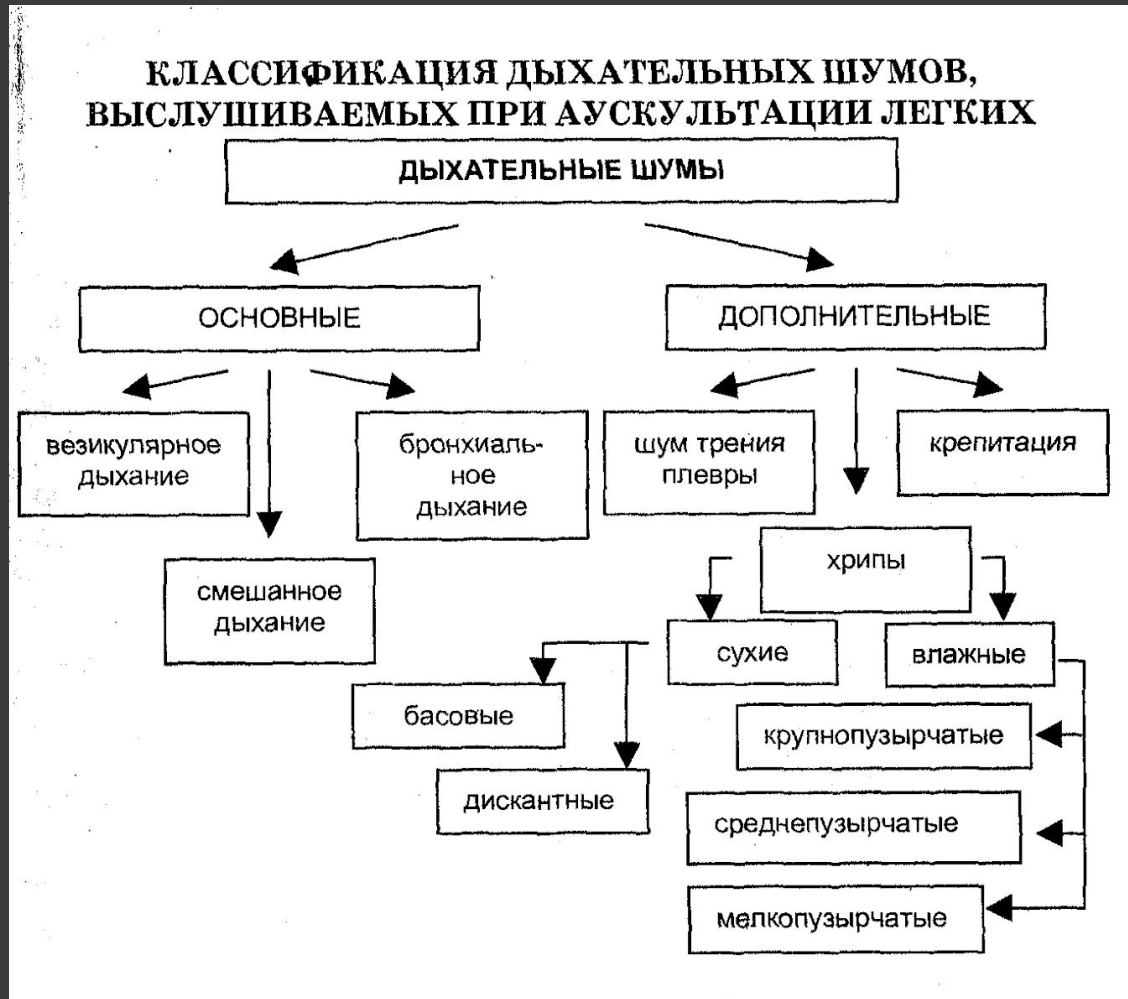 КЛАССИФИКАЦИЯ ДЫХАТЕЛЬНЫХ ШУМОВ,
ВЫСЛУШИВАЕМЫХ ПРИ АУСКУЛЬТАЦИИ ЛЕГКИХ
ДЫХАТЕЛЬНЫЕ ШУМЫ
ОСНОВНЫЕ
ДОПОЛНИТЕЛЬНЫЕ
везикулярное
дыхание
бронхиаль-
ное
дыхание
шум трения
плевры
крепитация
смешанное
дыхание
хрипы
сухие
влажные
басовые
дискантные
крупнопузырчатые
среднепузырчатые
мелкопузырчатые